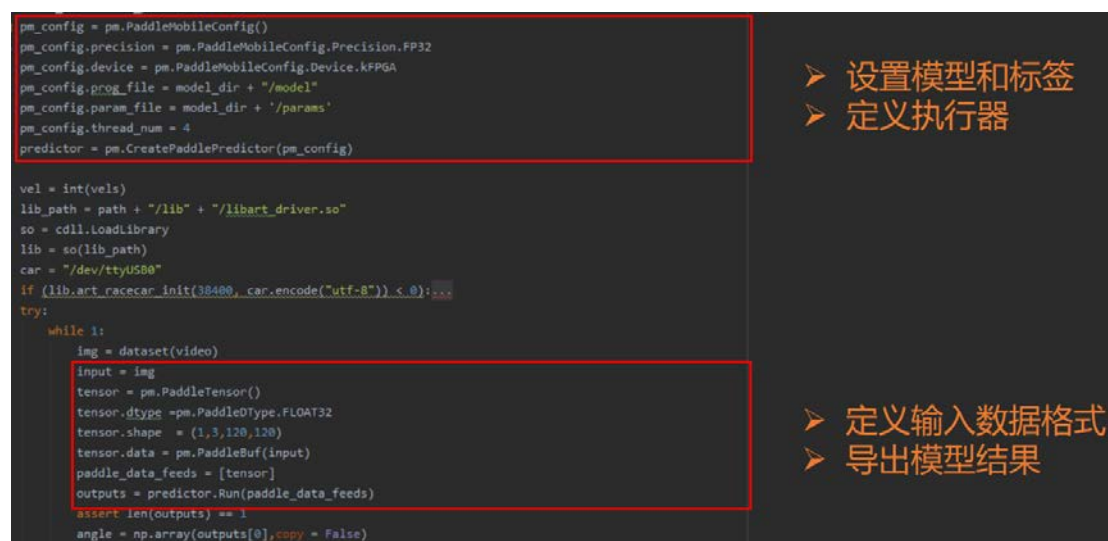 pm_config = pm.PaddleMobileConfig()
pm_config.precision = pm.PaddleMobileConfig.Precision.FP32
pm_config.device = pm.PaddleMobileConfig.Device.kFPGA
pm_config.prog_file = model_dir + "/model"
pm_config.param_file = model_dir + '/params'
pm_config.thread_num = 4
predictor = pm.CreatePaddlePredictor(pm_config)
➢ 设置模型和标签
➢ 定义执行器
vel = int(vels)
lib_path = path + "/lib" + "/libart_driver.so"
so = cdll.LoadLibrary
lib = so(lib_path)
car = "/dev/ttyUSB0"
if (lib.art_racecar_init(38400, car.encode("utf-8")) < 0):...
try:
while 1:
img = dataset(video)
input = img
tensor = pm.PaddleTensor()
tensor.dtype =pm.PaddleDType.FLOAT32
tensor.shape = (1,3,120,120)
tensor.data = pm.PaddleBuf(input)
paddle_data_feeds = [tensor]
outputs = predictor.Run(paddle_data_feeds)
➢ 定义输入数据格式
➢ 导出模型结果
assert len(outputs) == 1
angle = np.array(outputs[0],copy = False)